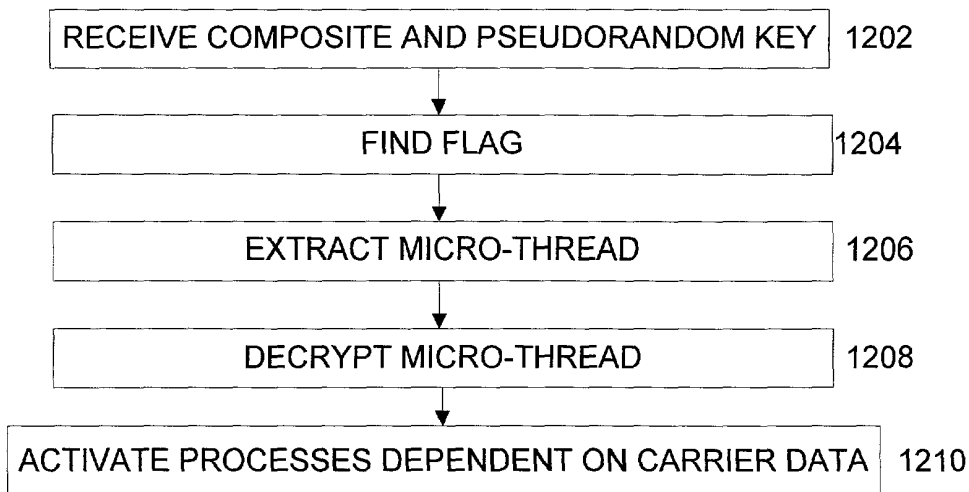 RECEIVE COMPOSITE AND PSEUDORANDOM KEY 1202
FIND FLAG 1204
EXTRACT MICRO-THREAD 1206
DECRYPT MICRO-THREAD 1208
ACTIVATE PROCESSES DEPENDENT ON CARRIER DATA 1210